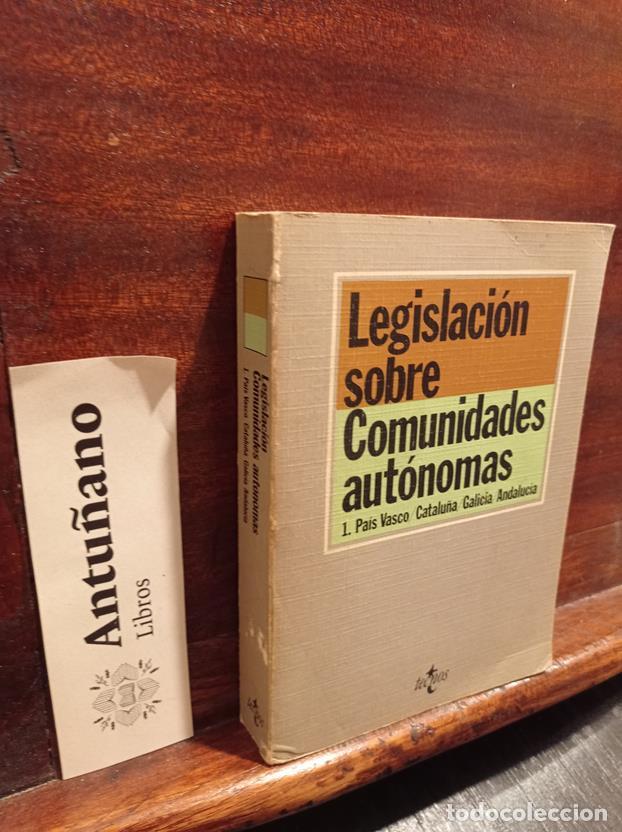 Antuñano
Libros
Legislación
Comunidades autónomas
1. País Vasco Cataluña Galicia Andalucía
tecnos
Legislación
sobre
Comunidades
autónomas
1. País Vasco/Cataluña/Galicia Andalucía
tecnos
todocoleccion